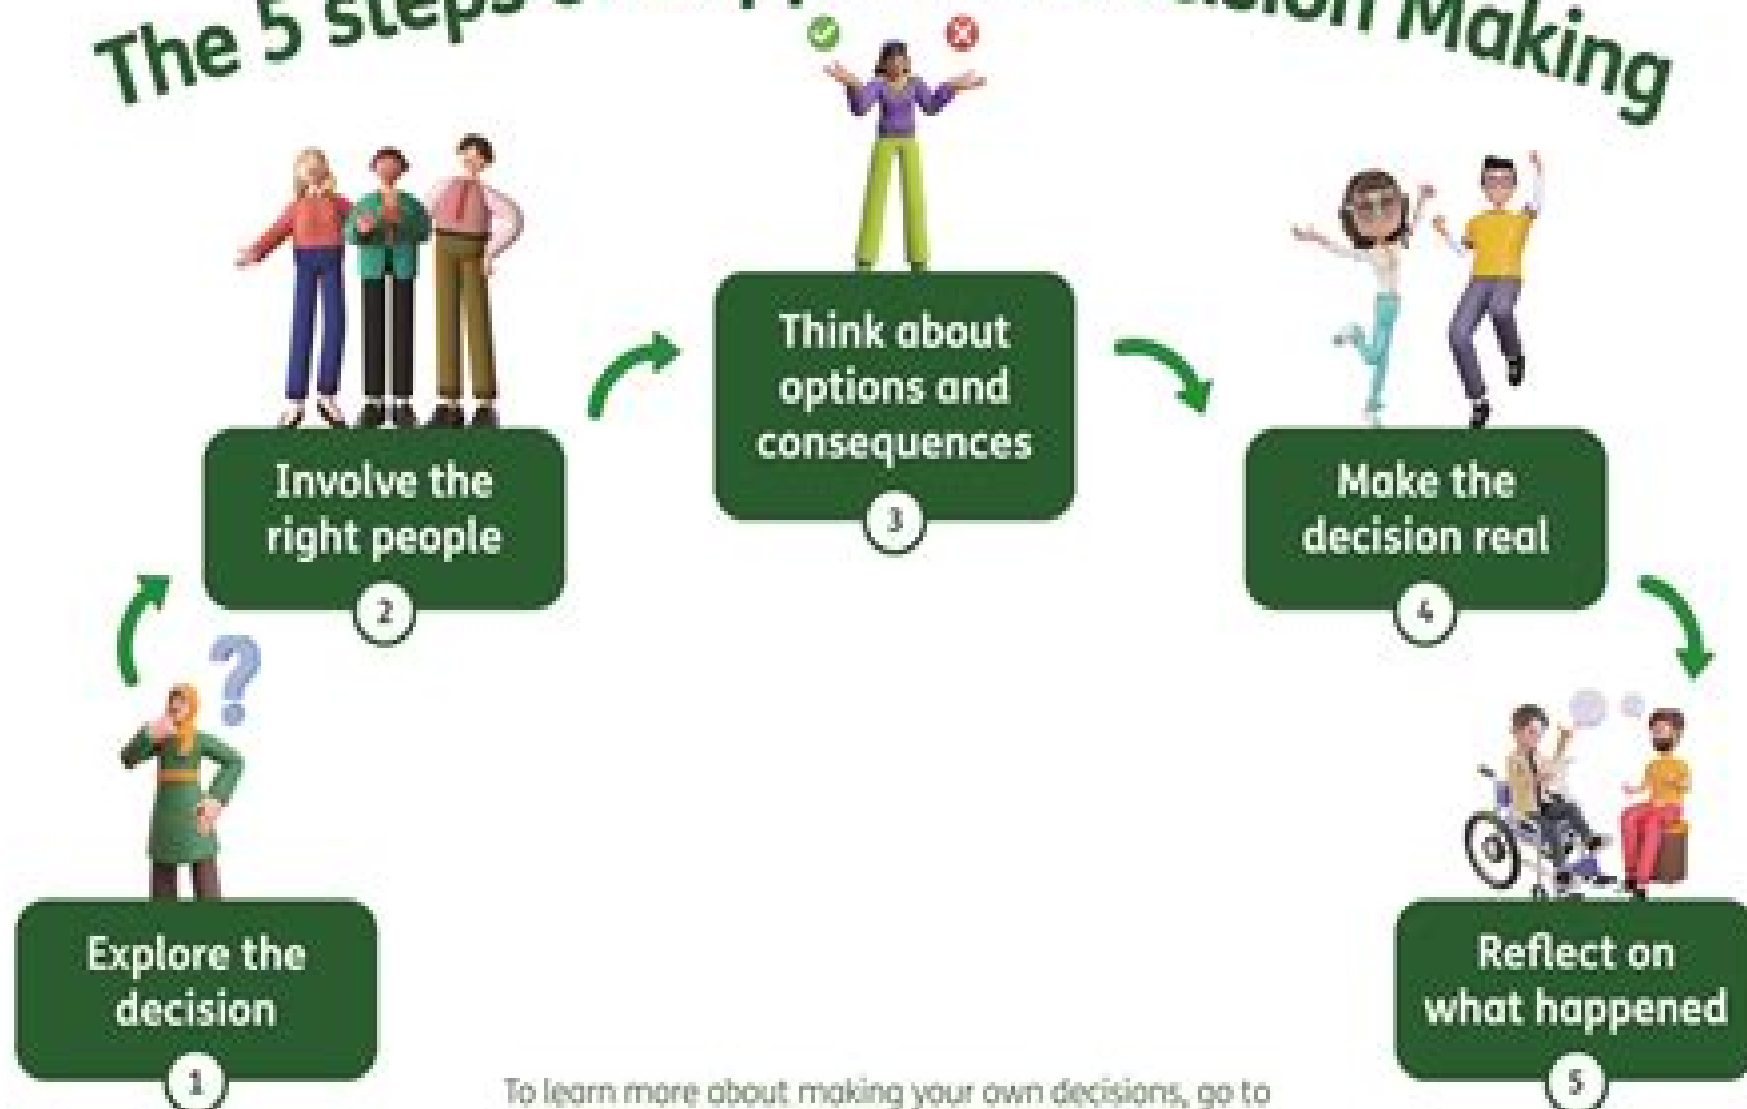 The 5 steps Making
Explore the
decision
1
Involve the
right people
2
Think about
options and
consequences
3
Make the
decision real
4
Reflect on
what happened
5
To learn more about making your own decisions, go to